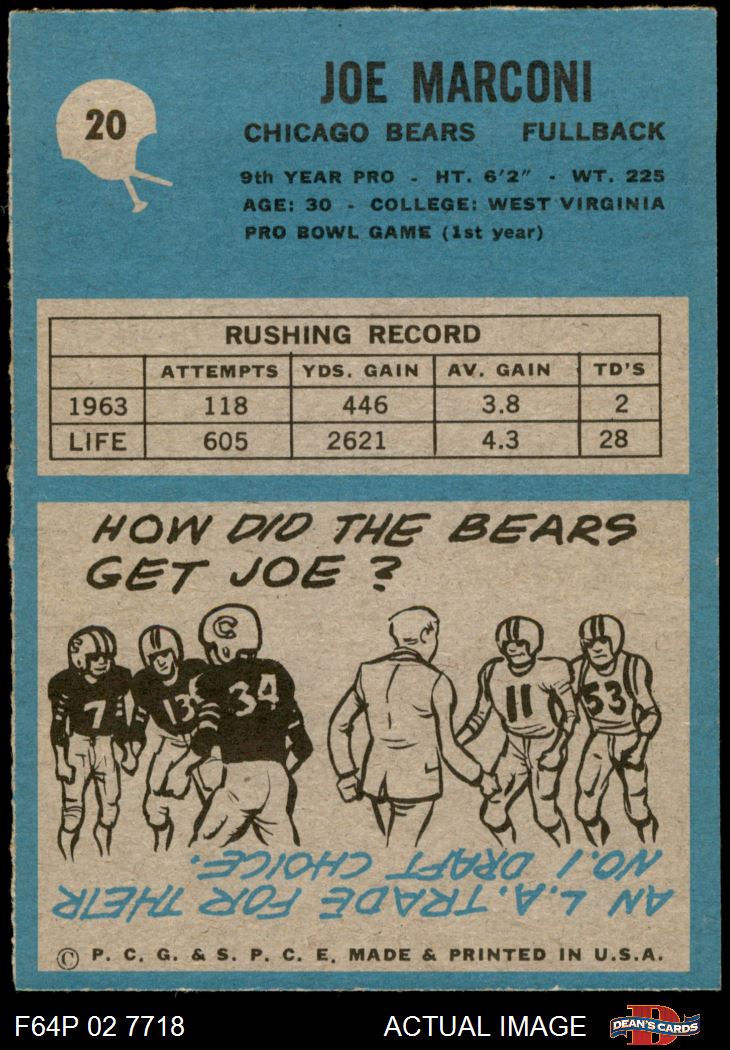 20
JOE MARCONI
CHICAGO BEARS FULLBACK
9th YEAR PRO - HT. 6'2" - WT. 225
AGE: 30 - COLLEGE: WEST VIRGINIA
PRO BOWL GAME (1st year)
RUSHING RECORD
ATTEMPTS YDS. GAIN AV. GAIN TD'S
1963 118 446 3.8 2
LIFE 605 2621 4.3 28
HOW DID THE BEARS
GET JOE?
C
7 13 34 11 53
AN L.A. TRADE FOR THEIR
NO. 1 DRAFT CHOICE.
© P. C. G. & S. P. C. E. MADE & PRINTED IN U.S.A.
F64P 02 7718 ACTUAL IMAGE D DEAN'S CARDS